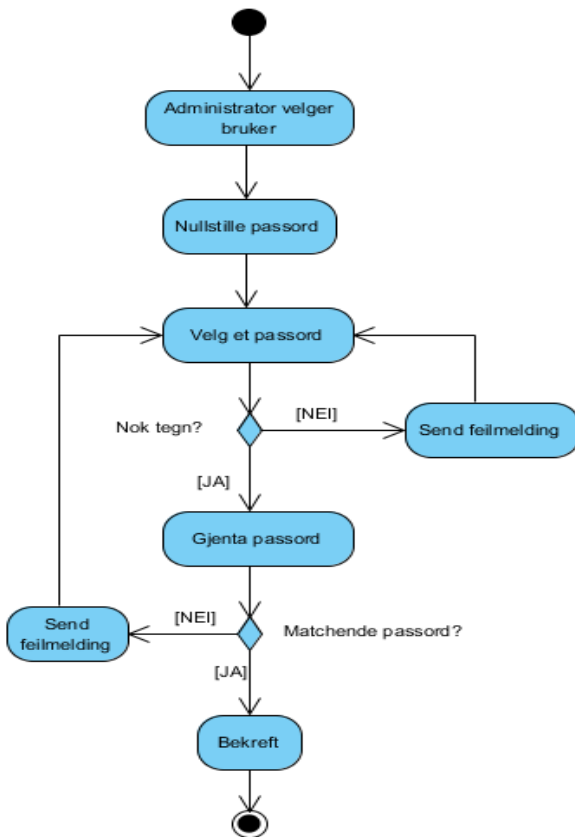 Administrator velger
bruker
Nullstille passord
Velg et passord
Nok tegn?
[NEI]
Send feilmelding
[JA]
Gjenta passord
[NEI]
Send
feilmelding
Matchende passord?
[JA]
Bekreft